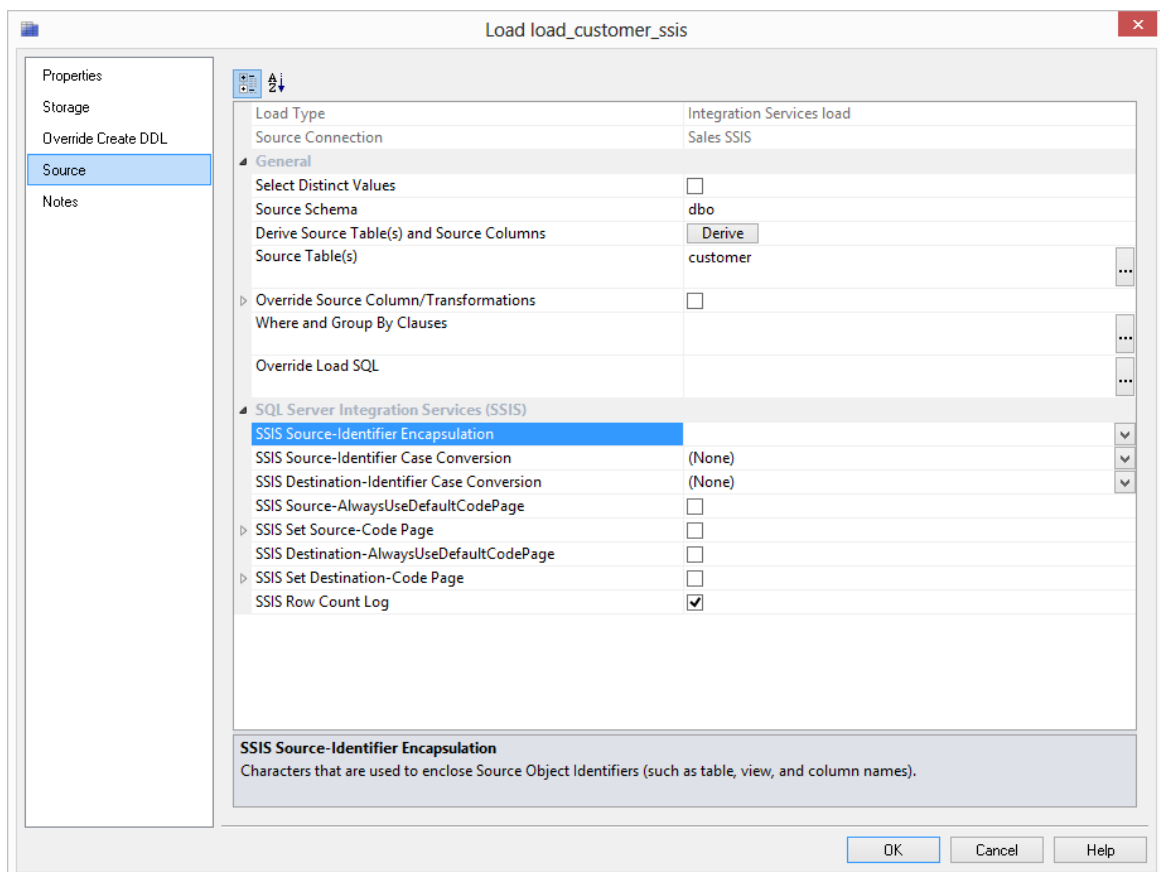 Load load_customer_ssis
Properties
Storage
Override Create DDL
Source
Notes
Load Type Integration Services load
Source Connection Sales SSIS
General
Select Distinct Values
Source Schema dbo
Derive Source Table(s) and Source Columns Derive
Source Table(s) customer
...
Override Source Column/Transformations
Where and Group By Clauses
...
Override Load SQL
...
SQL Server Integration Services (SSIS)
SSIS Source-Identifier Encapsulation
SSIS Source-Identifier Case Conversion (None)
SSIS Destination-Identifier Case Conversion (None)
SSIS Source-AlwaysUseDefaultCodePage
SSIS Set Source-Code Page
SSIS Destination-AlwaysUseDefaultCodePage
SSIS Set Destination-Code Page
SSIS Row Count Log
SSIS Source-Identifier Encapsulation
Characters that are used to enclose Source Object Identifiers (such as table, view, and column names).
OK Cancel Help